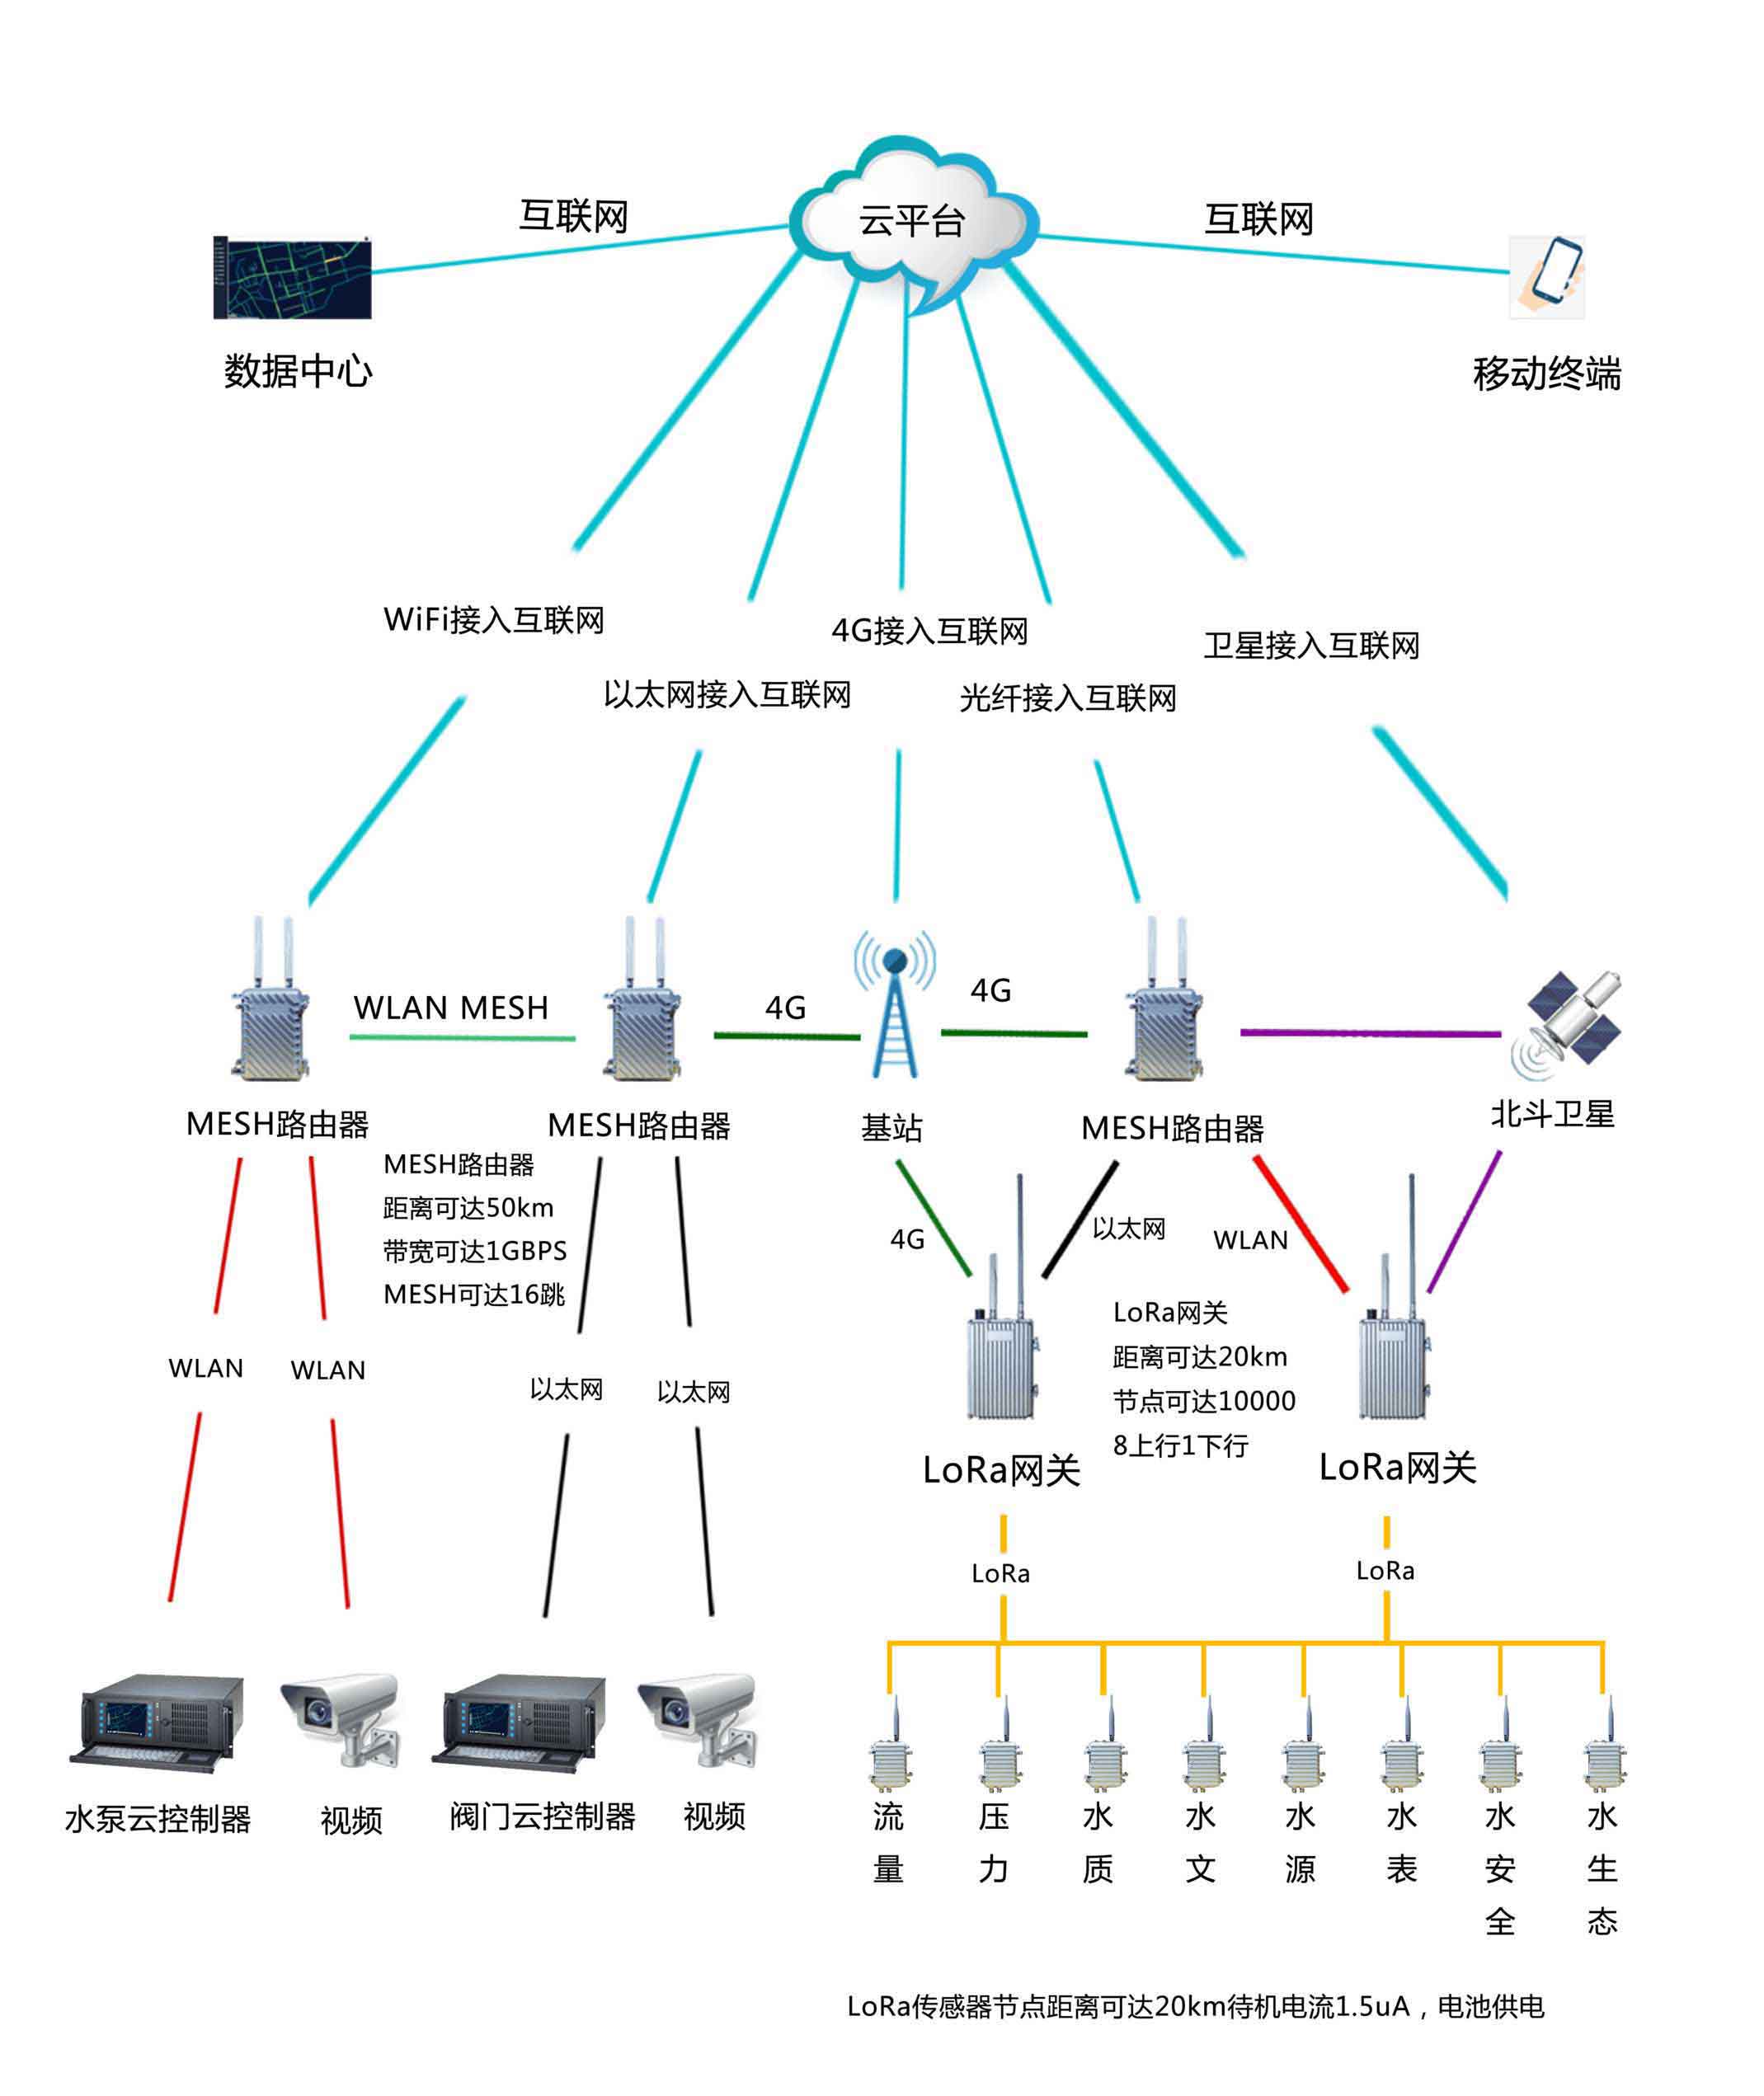 云平台
互联网
互联网
数据中心
移动终端
WiFi接入互联网
4G接入互联网
卫星接入互联网
以太网接入互联网
光纤接入互联网
WLAN MESH
4G
4G
MESH路由器
MESH路由器
基站
MESH路由器
北斗卫星
MESH路由器
距离可达50km
带宽可达1GBPS
MESH可达16跳
4G
以太网
WLAN
LoRa网关
距离可达20km
节点可达10000
8上行1下行
WLAN
WLAN
以太网
以太网
LoRa网关
LoRa网关
LoRa
LoRa
水泵云控制器
视频
阀门云控制器
视频
流量
压力
水质
水文
水源
水表
水安全
水生态
LoRa传感器节点距离可达20km待机电流1.5uA，电池供电